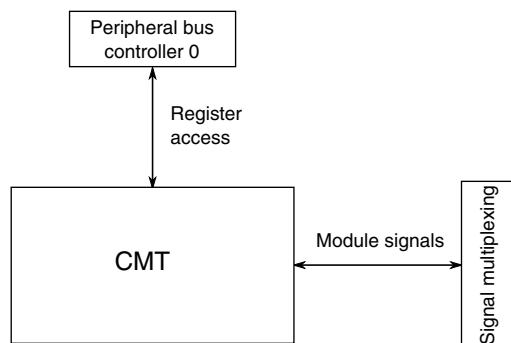 Peripheral bus
controller 0
Register
access
CMT
Module signals
Signal multiplexing